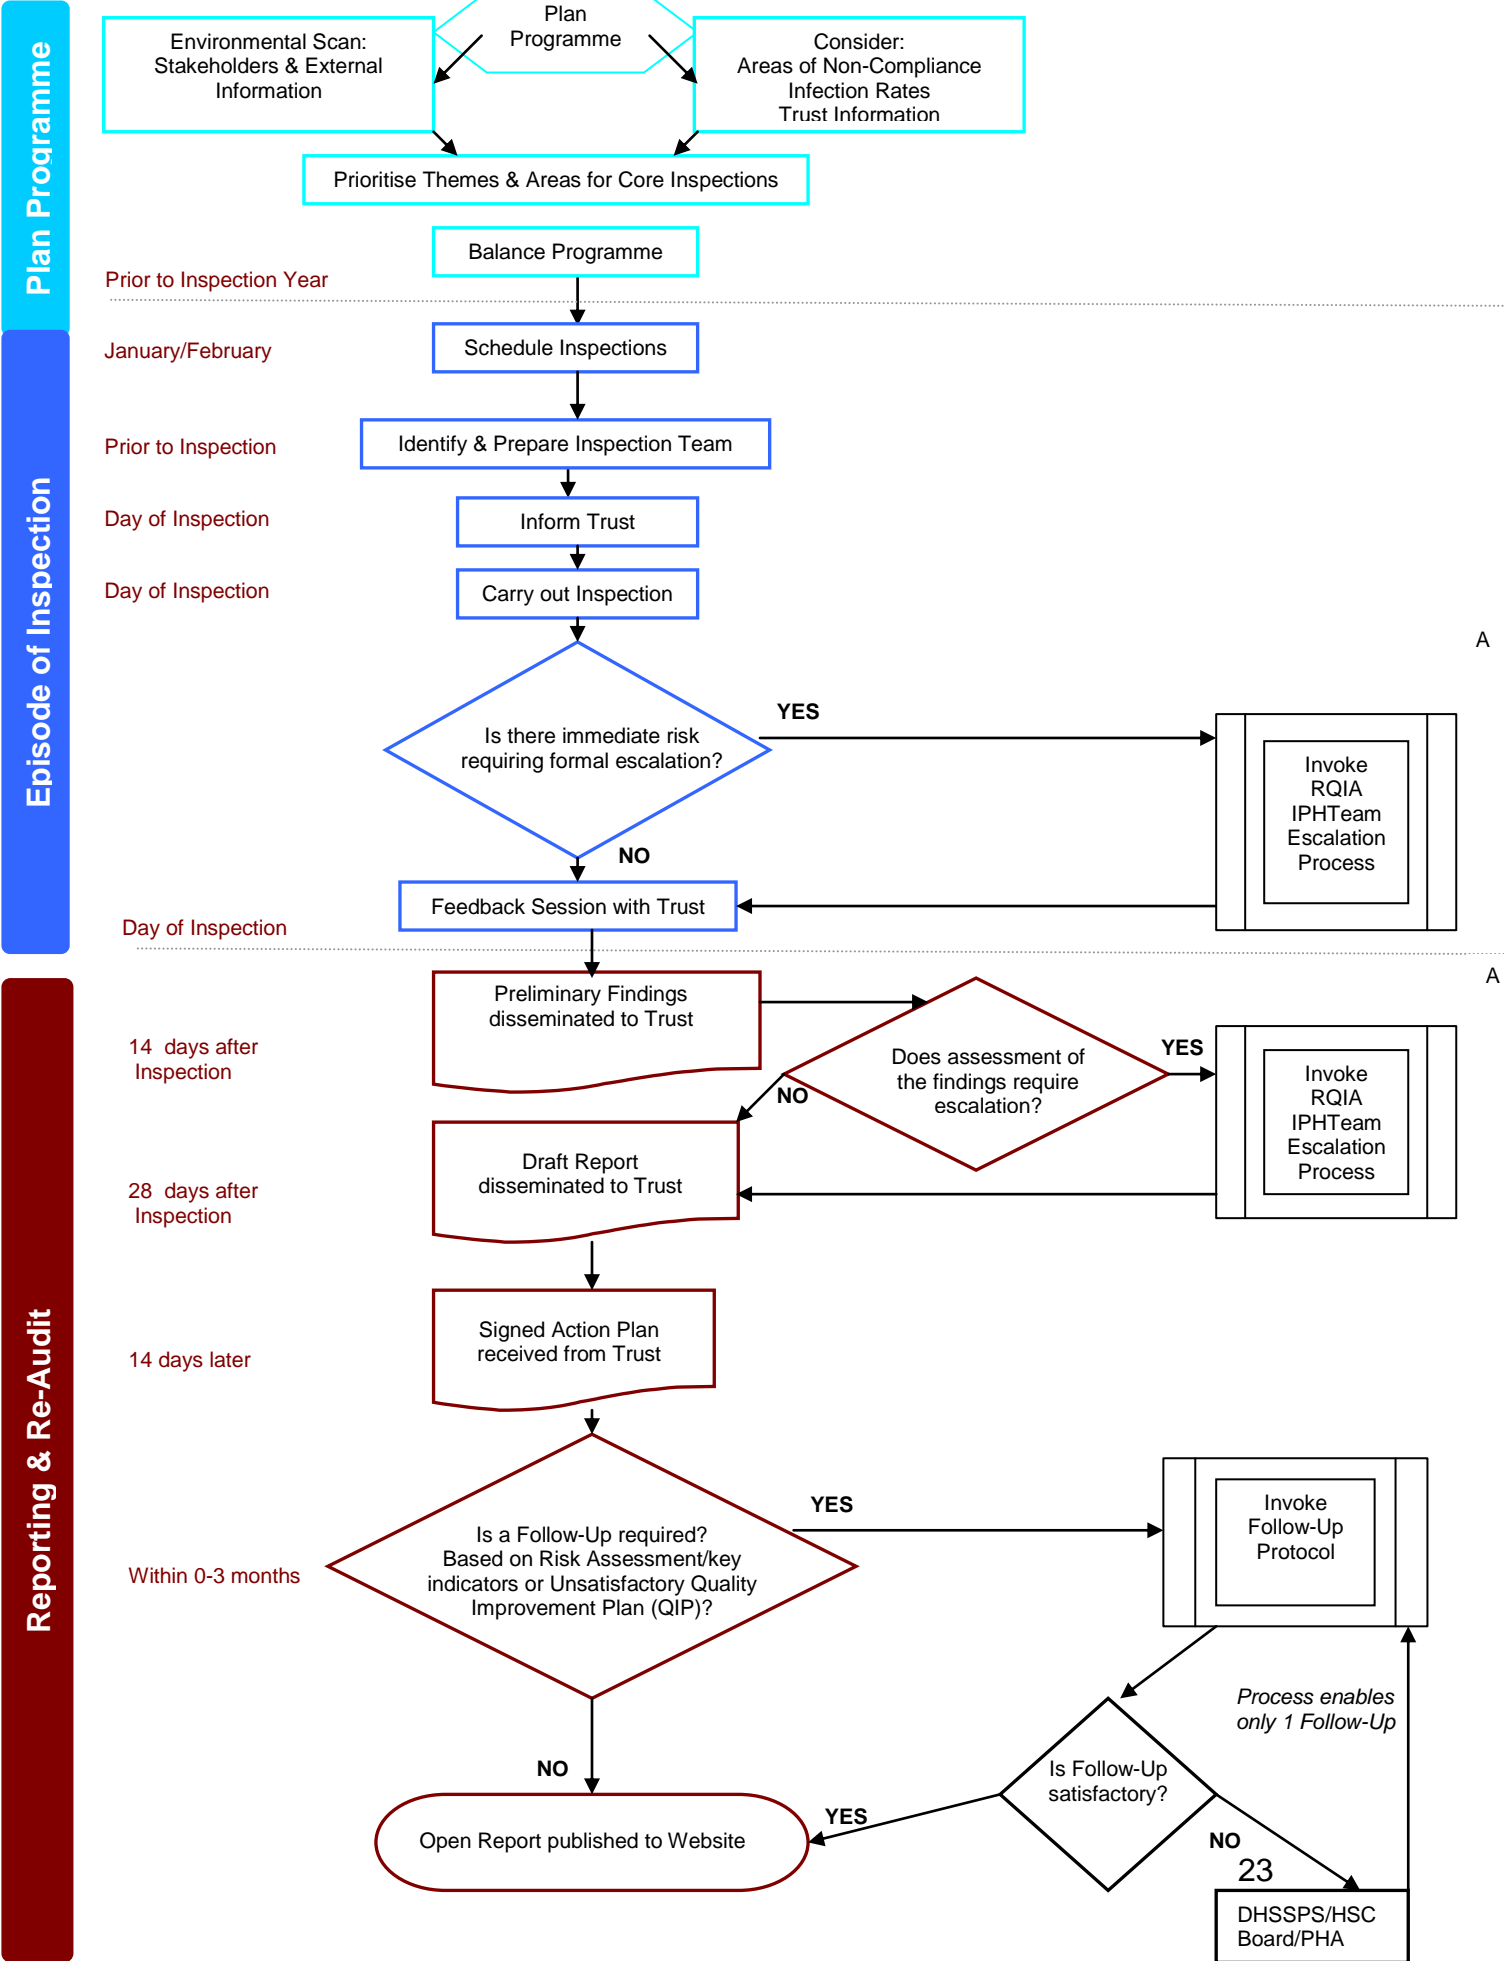 Plan Programme
Plan
Programme
Environmental Scan:
Stakeholders & External
Information
Consider:
Areas of Non-Compliance
Infection Rates
Trust Information
Prioritise Themes & Areas for Core Inspections
Balance Programme
Prior to Inspection Year
Episode of Inspection
January/February
Schedule Inspections
Prior to Inspection
Identify & Prepare Inspection Team
Day of Inspection
Inform Trust
Day of Inspection
Carry out Inspection
A
Is there immediate risk
requiring formal escalation?
YES
NO
Invoke
RQIA
IPHTeam
Escalation
Process
Feedback Session with Trust
Day of Inspection
Reporting & Re-Audit
A
Preliminary Findings
disseminated to Trust
14  days after
Inspection
Does assessment of
the findings require
escalation?
YES
NO
Invoke
RQIA
IPHTeam
Escalation
Process
Draft Report
disseminated to Trust
28  days after
Inspection
Signed Action Plan
received from Trust
14 days later
Is a Follow-Up required?
Based on Risk Assessment/key
indicators or Unsatisfactory Quality
Improvement Plan (QIP)?
Within 0-3 months
YES
NO
Invoke
Follow-Up
Protocol
Process enables
only 1 Follow-Up
Is Follow-Up
satisfactory?
YES
NO
Open Report published to Website
23
DHSSPS/HSC
Board/PHA